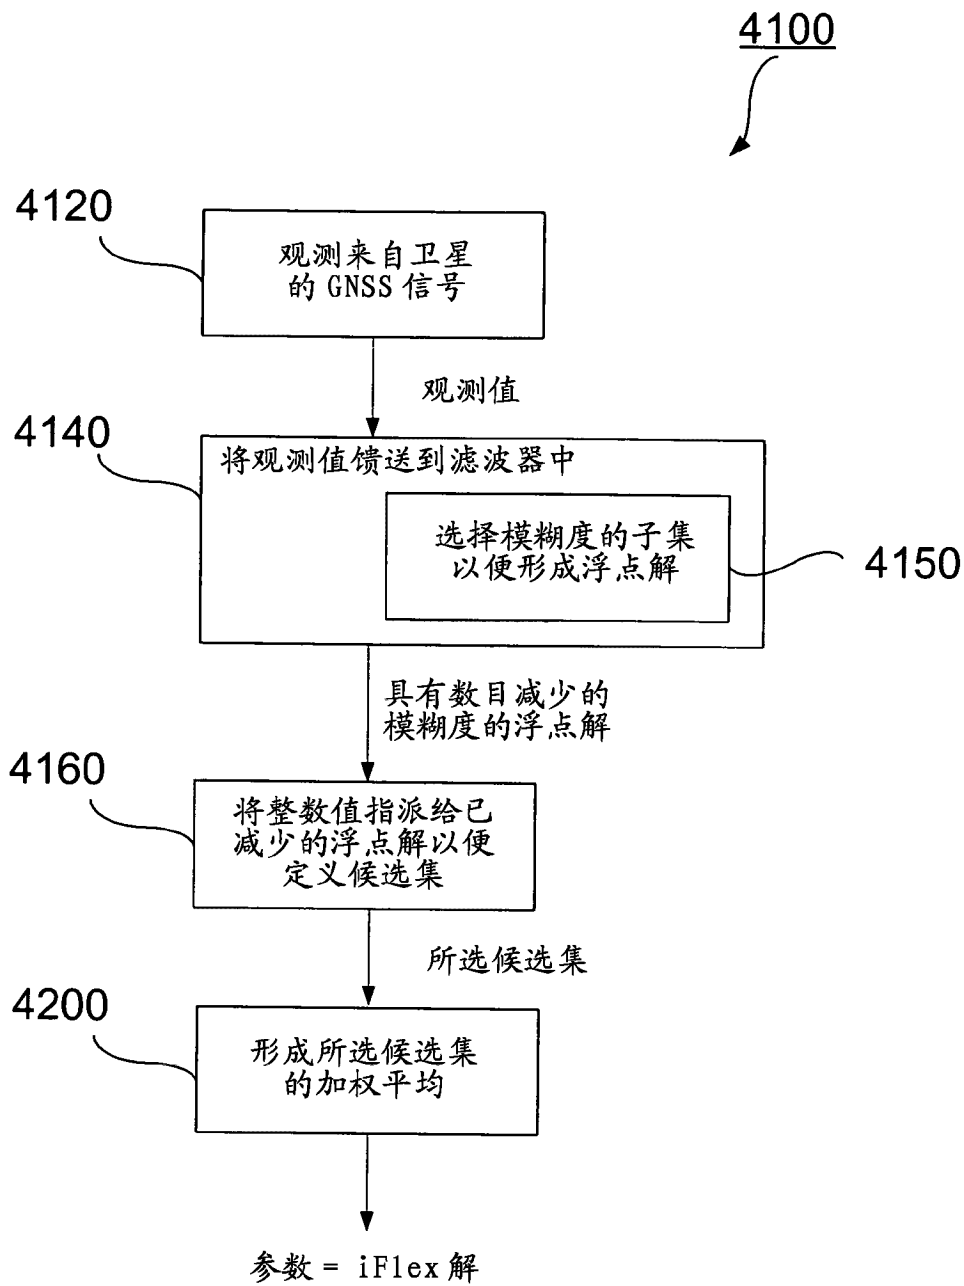 4100
4120
观测来自卫星
的 GNSS 信号
观测值
4140
将观测值馈送到滤波器中
选择模糊度的子集
以便形成浮点解
4150
具有数目减少的
模糊度的浮点解
4160
将整数值指派给已
减少的浮点解以便
定义候选集
所选候选集
4200
形成所选候选集
的加权平均
参数 = iFlex 解